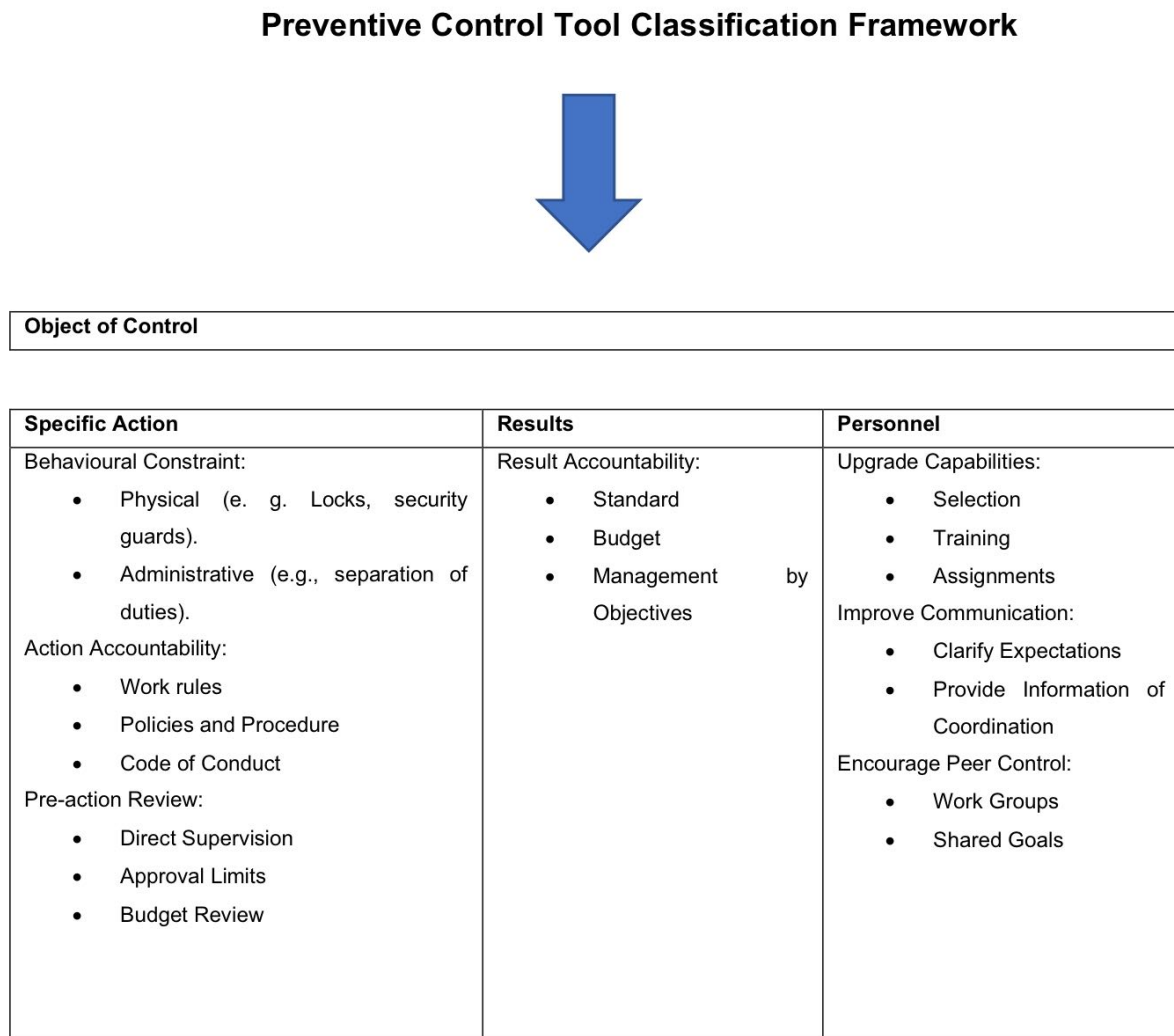 Preventive Control Tool Classification Framework
Object of Control
Specific Action
Behavioural Constraint:
• Physical (e. g. Locks, security
guards).
• Administrative (e.g., separation of
duties).
Action Accountability:
• Work rules
• Policies and Procedure
• Code of Conduct
Pre-action Review:
• Direct Supervision
• Approval Limits
• Budget Review
Results
Result Accountability:
• Standard
• Budget
• Management by
Objectives
Personnel
Upgrade Capabilities:
• Selection
• Training
• Assignments
Improve Communication:
• Clarify Expectations
• Provide Information of
Coordination
Encourage Peer Control:
• Work Groups
• Shared Goals